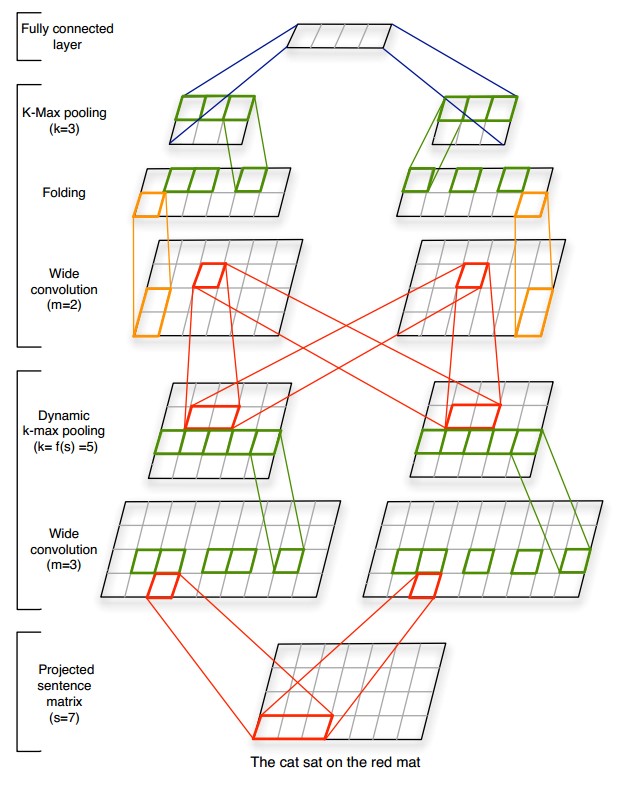 Fully connected
layer
K-Max pooling
(k=3)
Folding
Wide
convolution
(m=2)
Dynamic
k-max pooling
(k= f(s) =5)
Wide
convolution
(m=3)
Projected
sentence
matrix
(s=7)
The cat sat on the red mat